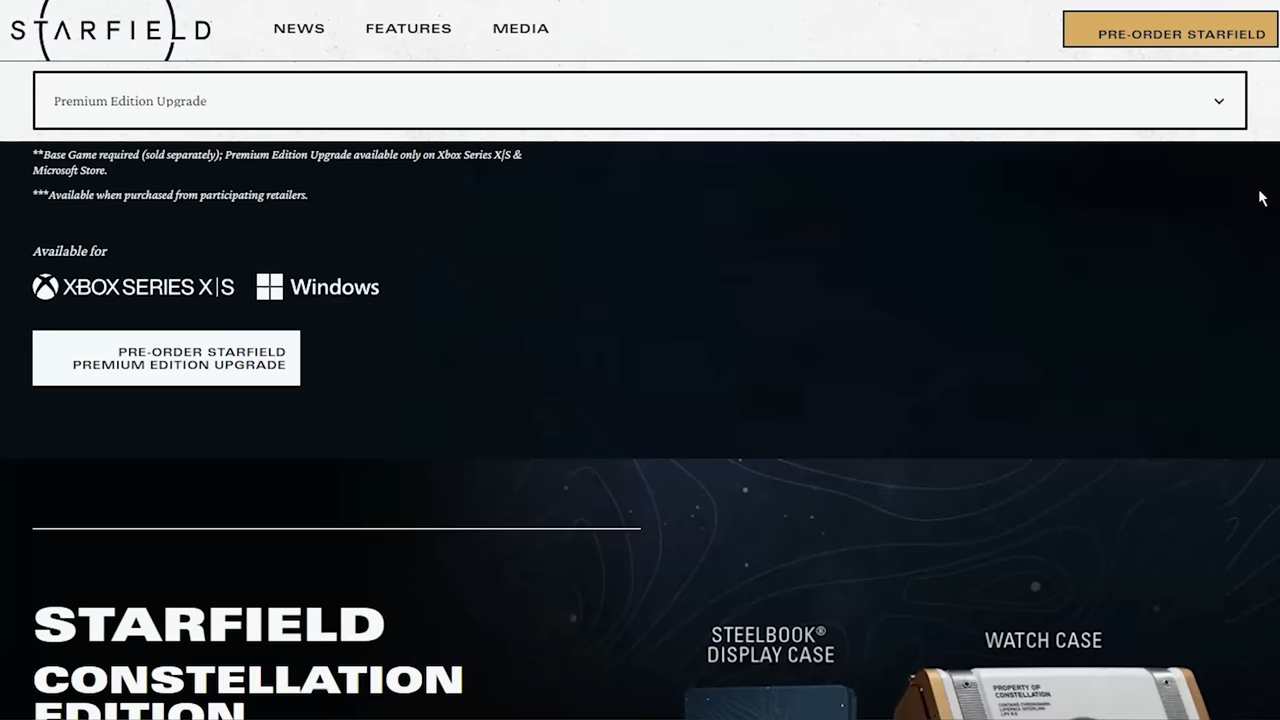 STARFIELD
NEWS
FEATURES
MEDIA
PRE-ORDER STARFIELD
Premium Edition Upgrade
**Base Game required (sold separately); Premium Edition Upgrade available only on Xbox Series X|S &
Microsoft Store.
***Available when purchased from participating retailers.
Available for
XBOX SERIES X|S
Windows
PRE-ORDER STARFIELD
PREMIUM EDITION UPGRADE
STARFIELD
CONSTELLATION
EDITION
STEELBOOK®
DISPLAY CASE
WATCH CASE
PROPERTY OF
CONSTELLATION